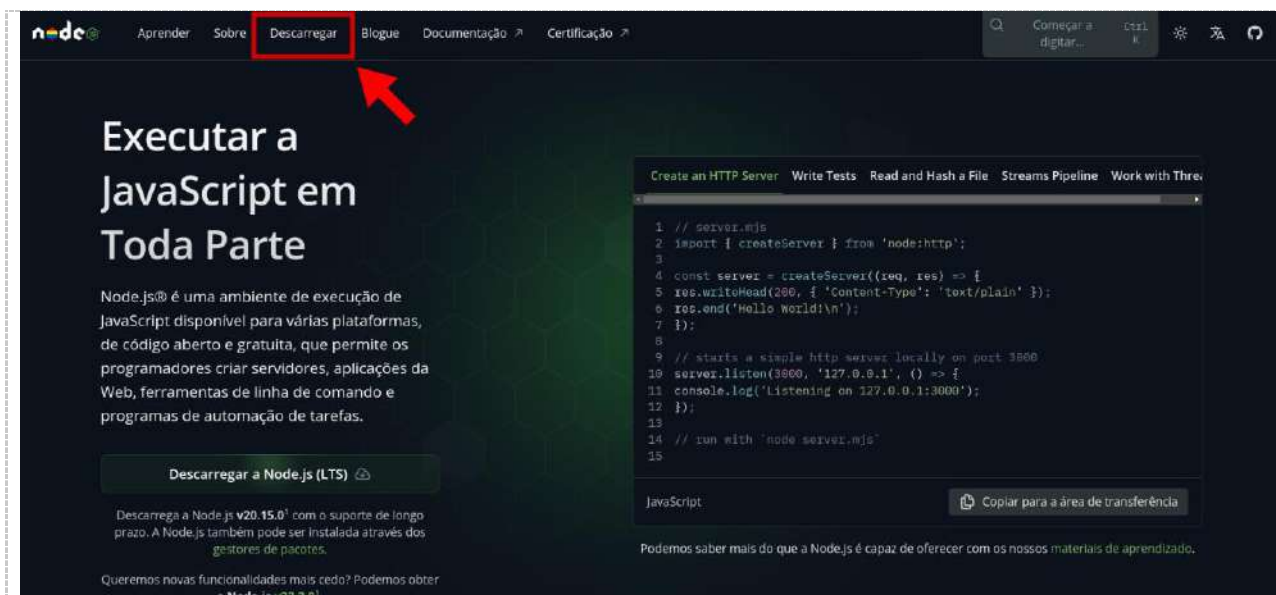 node
Aprender Sobre Descarregar Blogue Documentação ↗ Certificação ↗
Começar a digitar...
Ctrl K
Executar a
JavaScript em
Toda Parte
Node.js® é uma ambiente de execução de
JavaScript disponível para várias plataformas,
de código aberto e gratuita, que permite os
programadores criar servidores, aplicações da
Web, ferramentas de linha de comando e
programas de automação de tarefas.
Descarregar a Node.js (LTS)
Descarrega a Node.js v20.15.0¹ com o suporte de longo
prazo. A Node.js também pode ser instalada através dos
gestores de pacotes.
Queremos novas funcionalidades mais cedo? Podemos obter
a Node.js
Create an HTTP Server Write Tests Read and Hash a File Streams Pipeline Work with Threa
1 // server.mjs
2 import { createServer } from 'node:http';
3
4 const server = createServer((req, res) => {
5 res.writeHead(200, { 'Content-Type': 'text/plain' });
6 res.end('Hello World!\n');
7 });
8
9 // starts a simple http server locally on port 3000
10 server.listen(3000, '127.0.0.1', () => {
11 console.log('Listening on 127.0.0.1:3000');
12 });
13
14 // run with `node server.mjs`
15
JavaScript
Copiar para a área de transferência
Podemos saber mais do que a Node.js é capaz de oferecer com os nossos materiais de aprendizado.